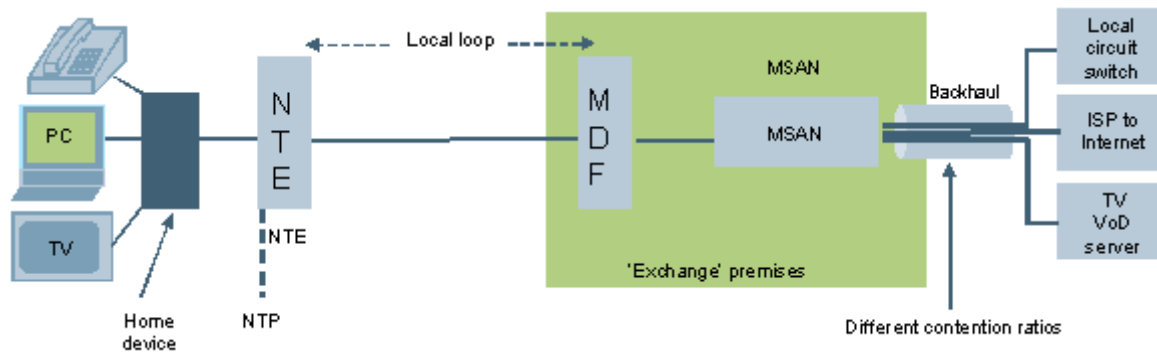 Local loop
PC
TV
Home
device
N
T
E
NTE
NTP
M
D
F
MSAN
MSAN
'Exchange' premises
Backhaul
Different contention ratios
Local
circuit
switch
ISP to
Internet
TV
VoD
server